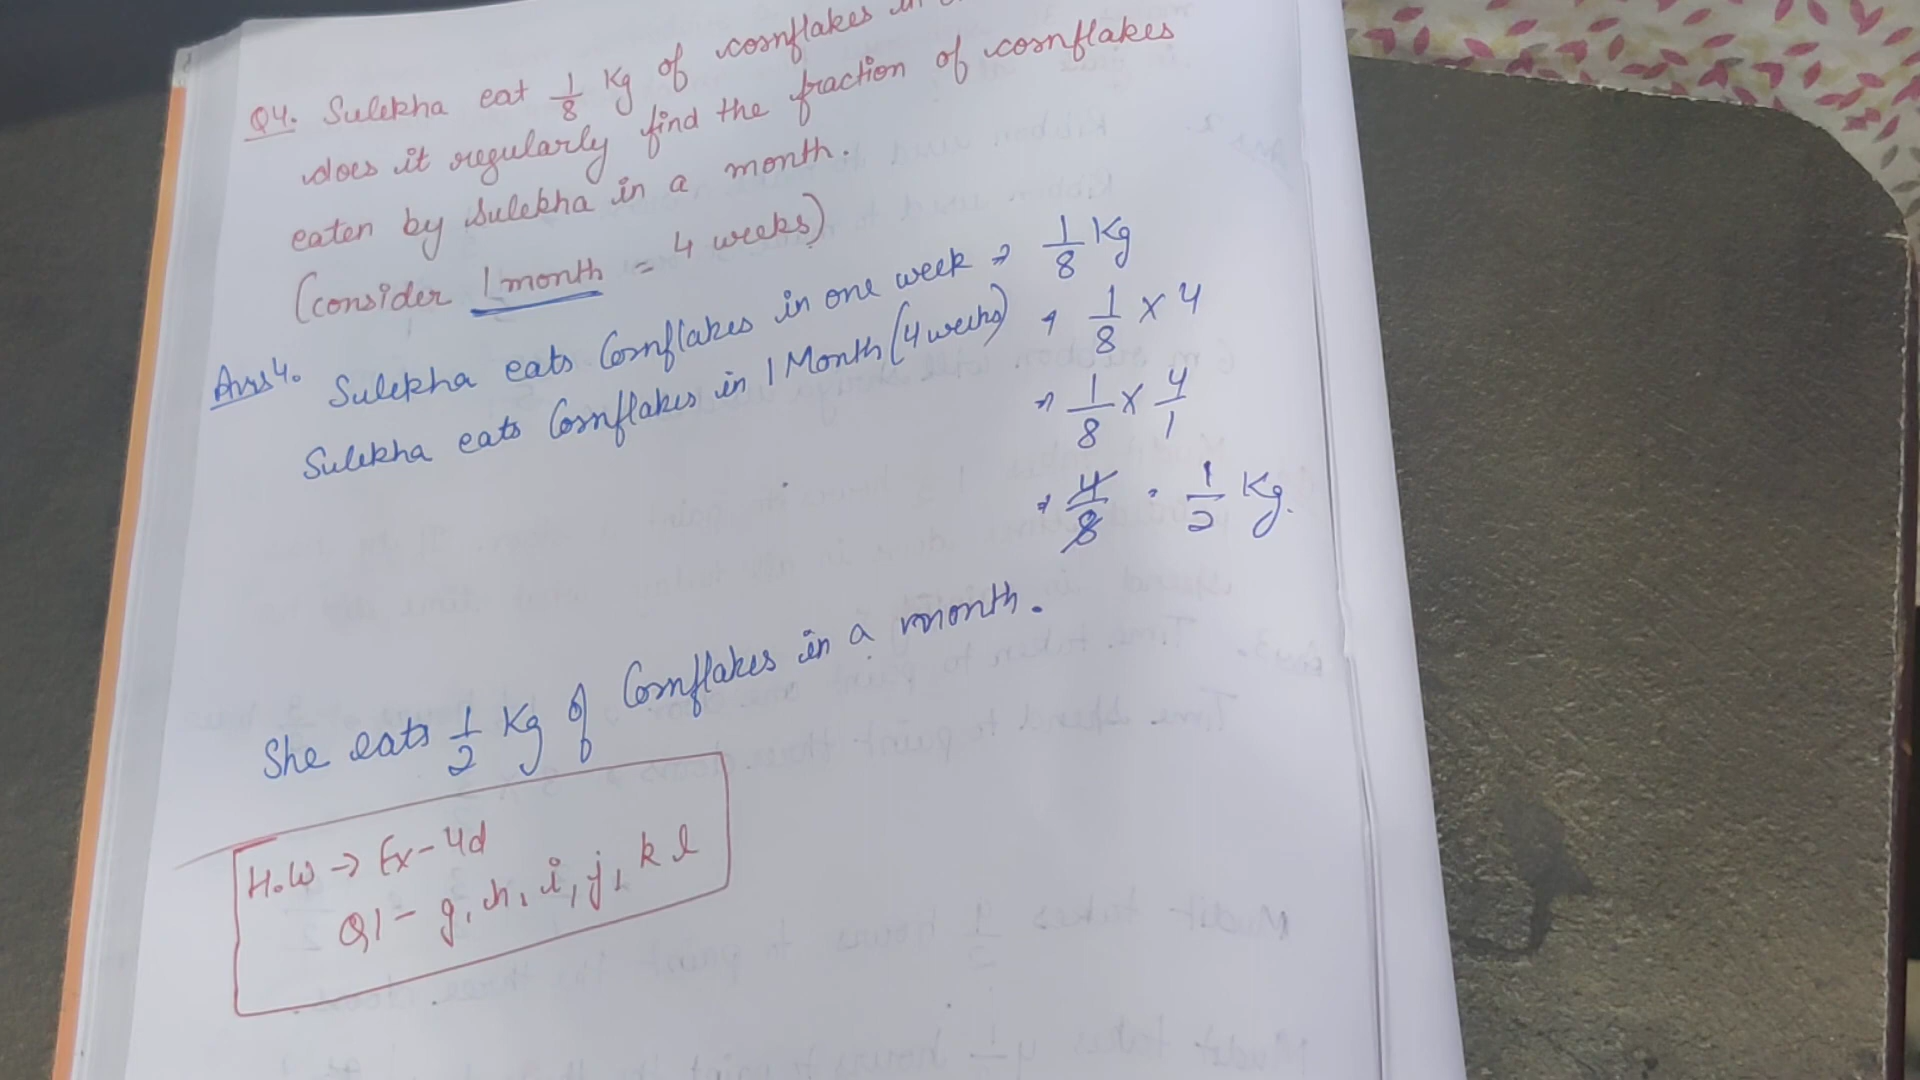 Q4. Sulekha eat 1/8 Kg of cornflakes in
does it regularly find the fraction of cornflakes
eaten by Sulekha in a month.
(consider 1 month = 4 weeks)
Ans4. Sulekha eats Cornflakes in one week ⇒ 1/8 Kg
Sulekha eats Cornflakes in 1 Month (4 weeks) ⇒ 1/8 × 4
⇒ 1/8 × 4/1
⇒ 4/8 = 1/2 Kg.
She eats 1/2 Kg of Cornflakes in a month.
H.W → Ex-4d
Q1 - g, h, i, j, k l